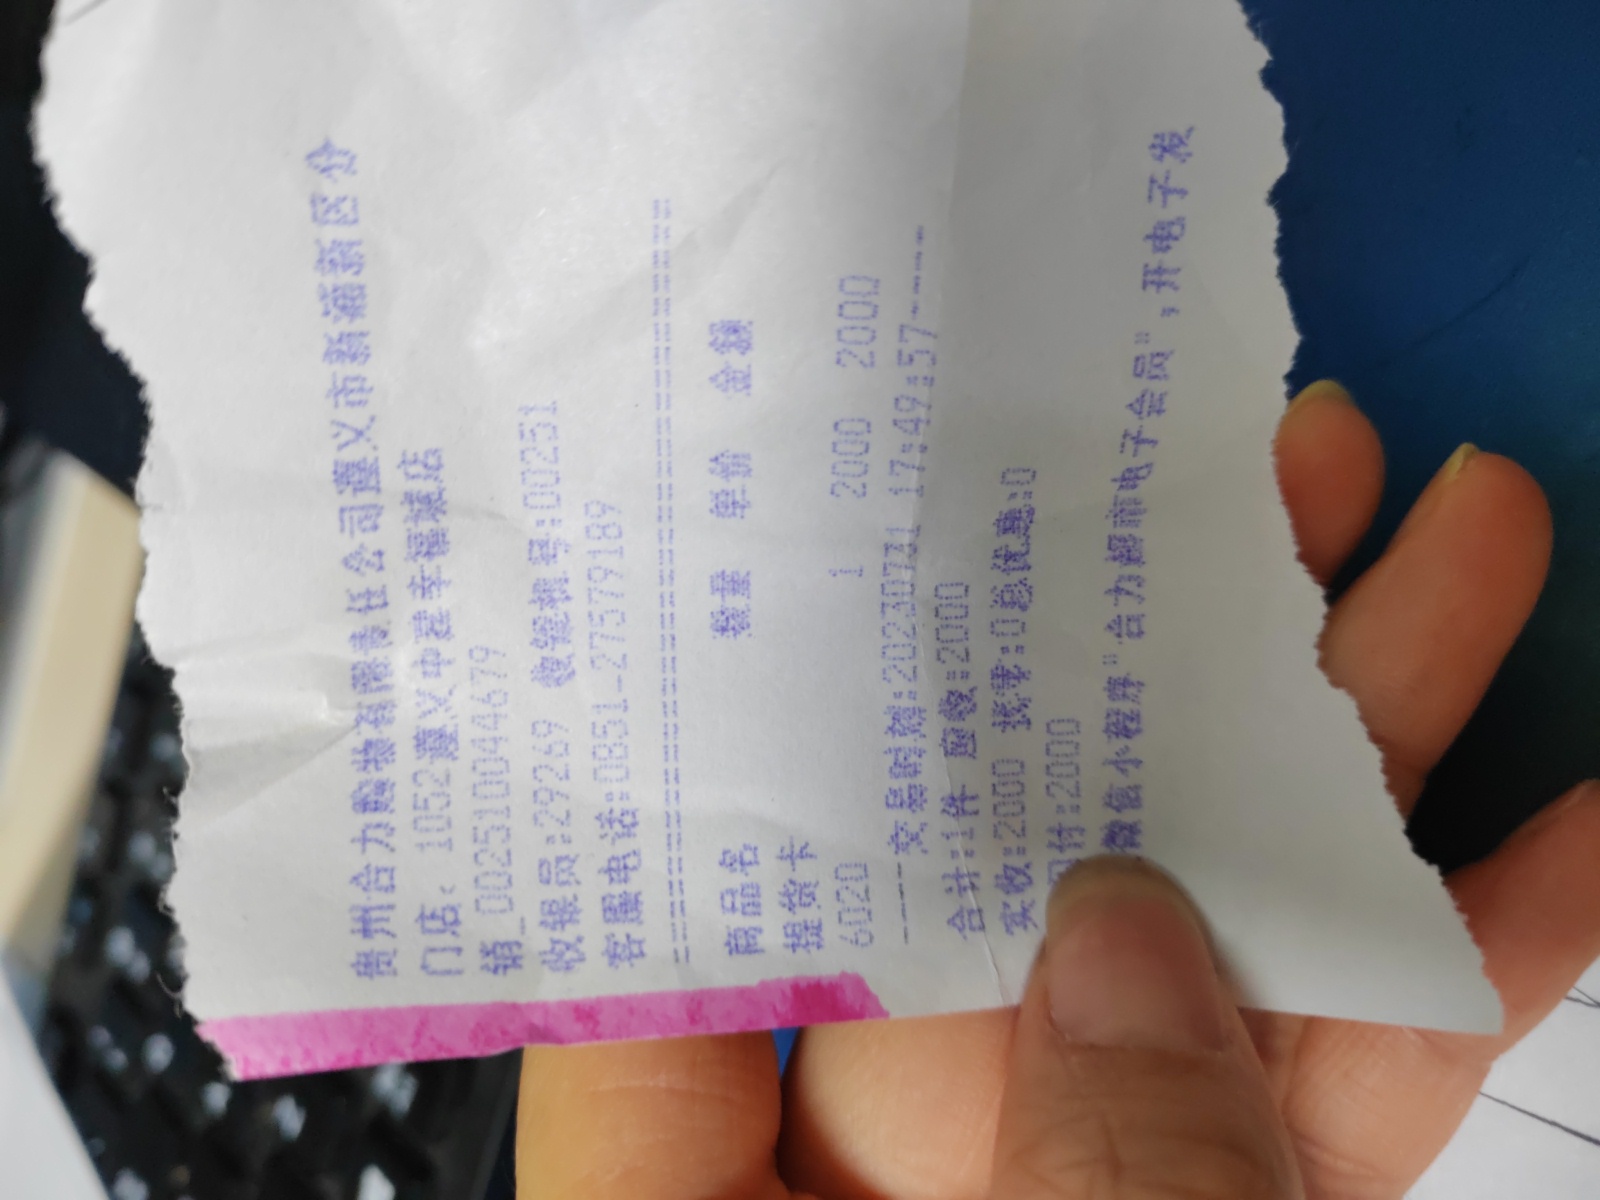 贵州合力购物有限责任公司遵义市新蒲新区分
门店: 1052遵义中建幸福城店
销_002510044679
收银员:29269 收银机号:00251
客服电话:0851-27579189
==========================================
商品名 数量 单价 金额
提货卡
6020 1 2000 2000
----交易时刻:20230731 17:49:57----
合计:1件 应收:2000
实收:2000 找零:0总优惠:0
付:2000
微信小程序"合力超市电子会员",开电子发